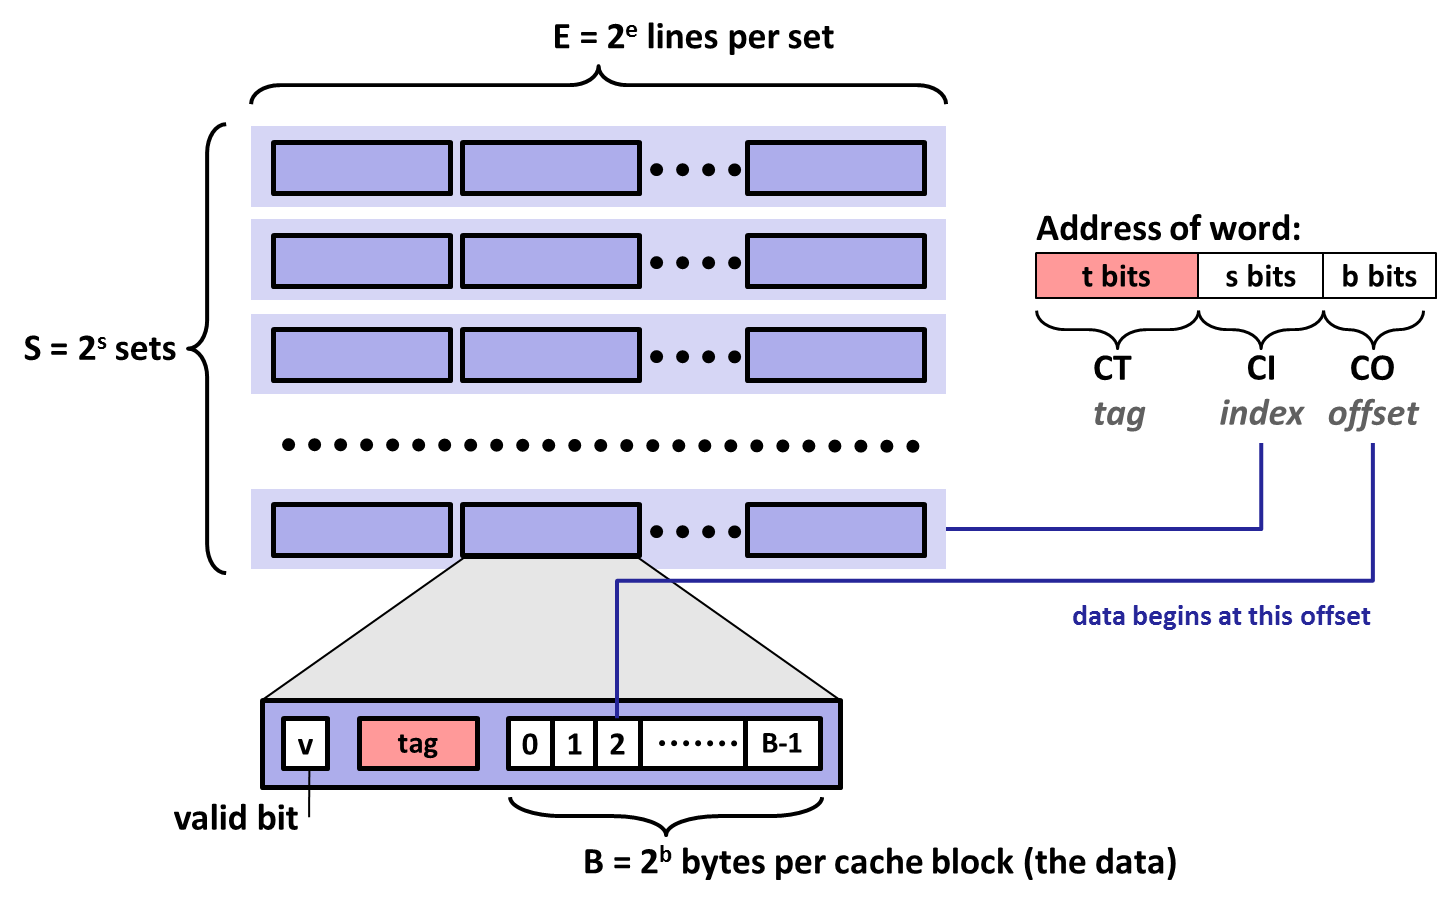 E = 2ᵉ lines per set
S = 2ˢ sets
Address of word:
t bits s bits b bits
CT CI CO
tag index offset
data begins at this offset
v tag 0 1 2 ······· B-1
valid bit
B = 2ᵇ bytes per cache block (the data)